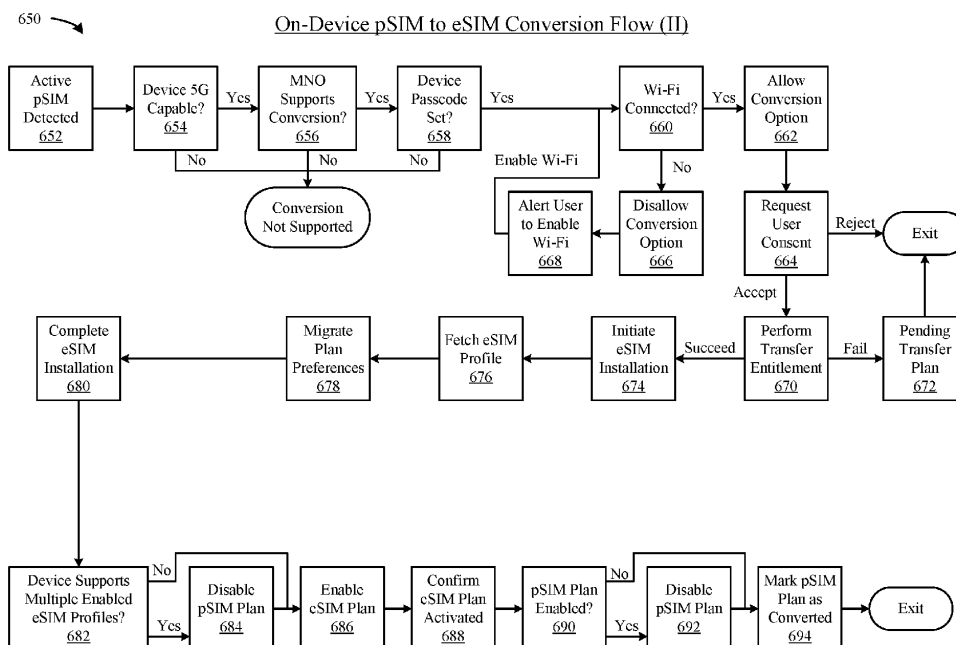 650
On-Device pSIM to eSIM Conversion Flow (II)
Active
pSIM
Detected
652
Device 5G
Capable?
654
Yes
MNO
Supports
Conversion?
656
Yes
Device
Passcode
Set?
658
Yes
Wi-Fi
Connected?
660
Yes
Allow
Conversion
Option
662
No
No
No
Enable Wi-Fi
No
Conversion
Not Supported
Alert User
to Enable
Wi-Fi
668
Disallow
Conversion
Option
666
Request
User
Consent
664
Reject
Exit
Accept
Complete
eSIM
Installation
680
Migrate
Plan
Preferences
678
Fetch eSIM
Profile
676
Initiate
eSIM
Installation
674
Succeed
Perform
Transfer
Entitlement
670
Fail
Pending
Transfer
Plan
672
Device Supports
Multiple Enabled
eSIM Profiles?
682
No
Yes
Disable
pSIM Plan
684
Enable
eSIM Plan
686
Confirm
eSIM Plan
Activated
688
pSIM Plan
Enabled?
690
No
Yes
Disable
pSIM Plan
692
Mark pSIM
Plan as
Converted
694
Exit